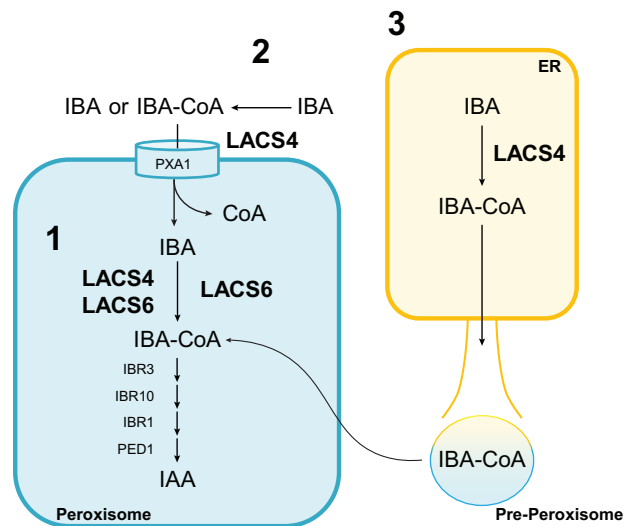 3
2
ER
IBA or IBA-CoA
IBA
IBA
LACS4
LACS4
PXA1
CoA
IBA-CoA
1
IBA
LACS4
LACS6
LACS6
IBA-CoA
IBR3
IBR10
IBR1
PED1
IBA-CoA
IAA
Peroxisome
Pre-Peroxisome